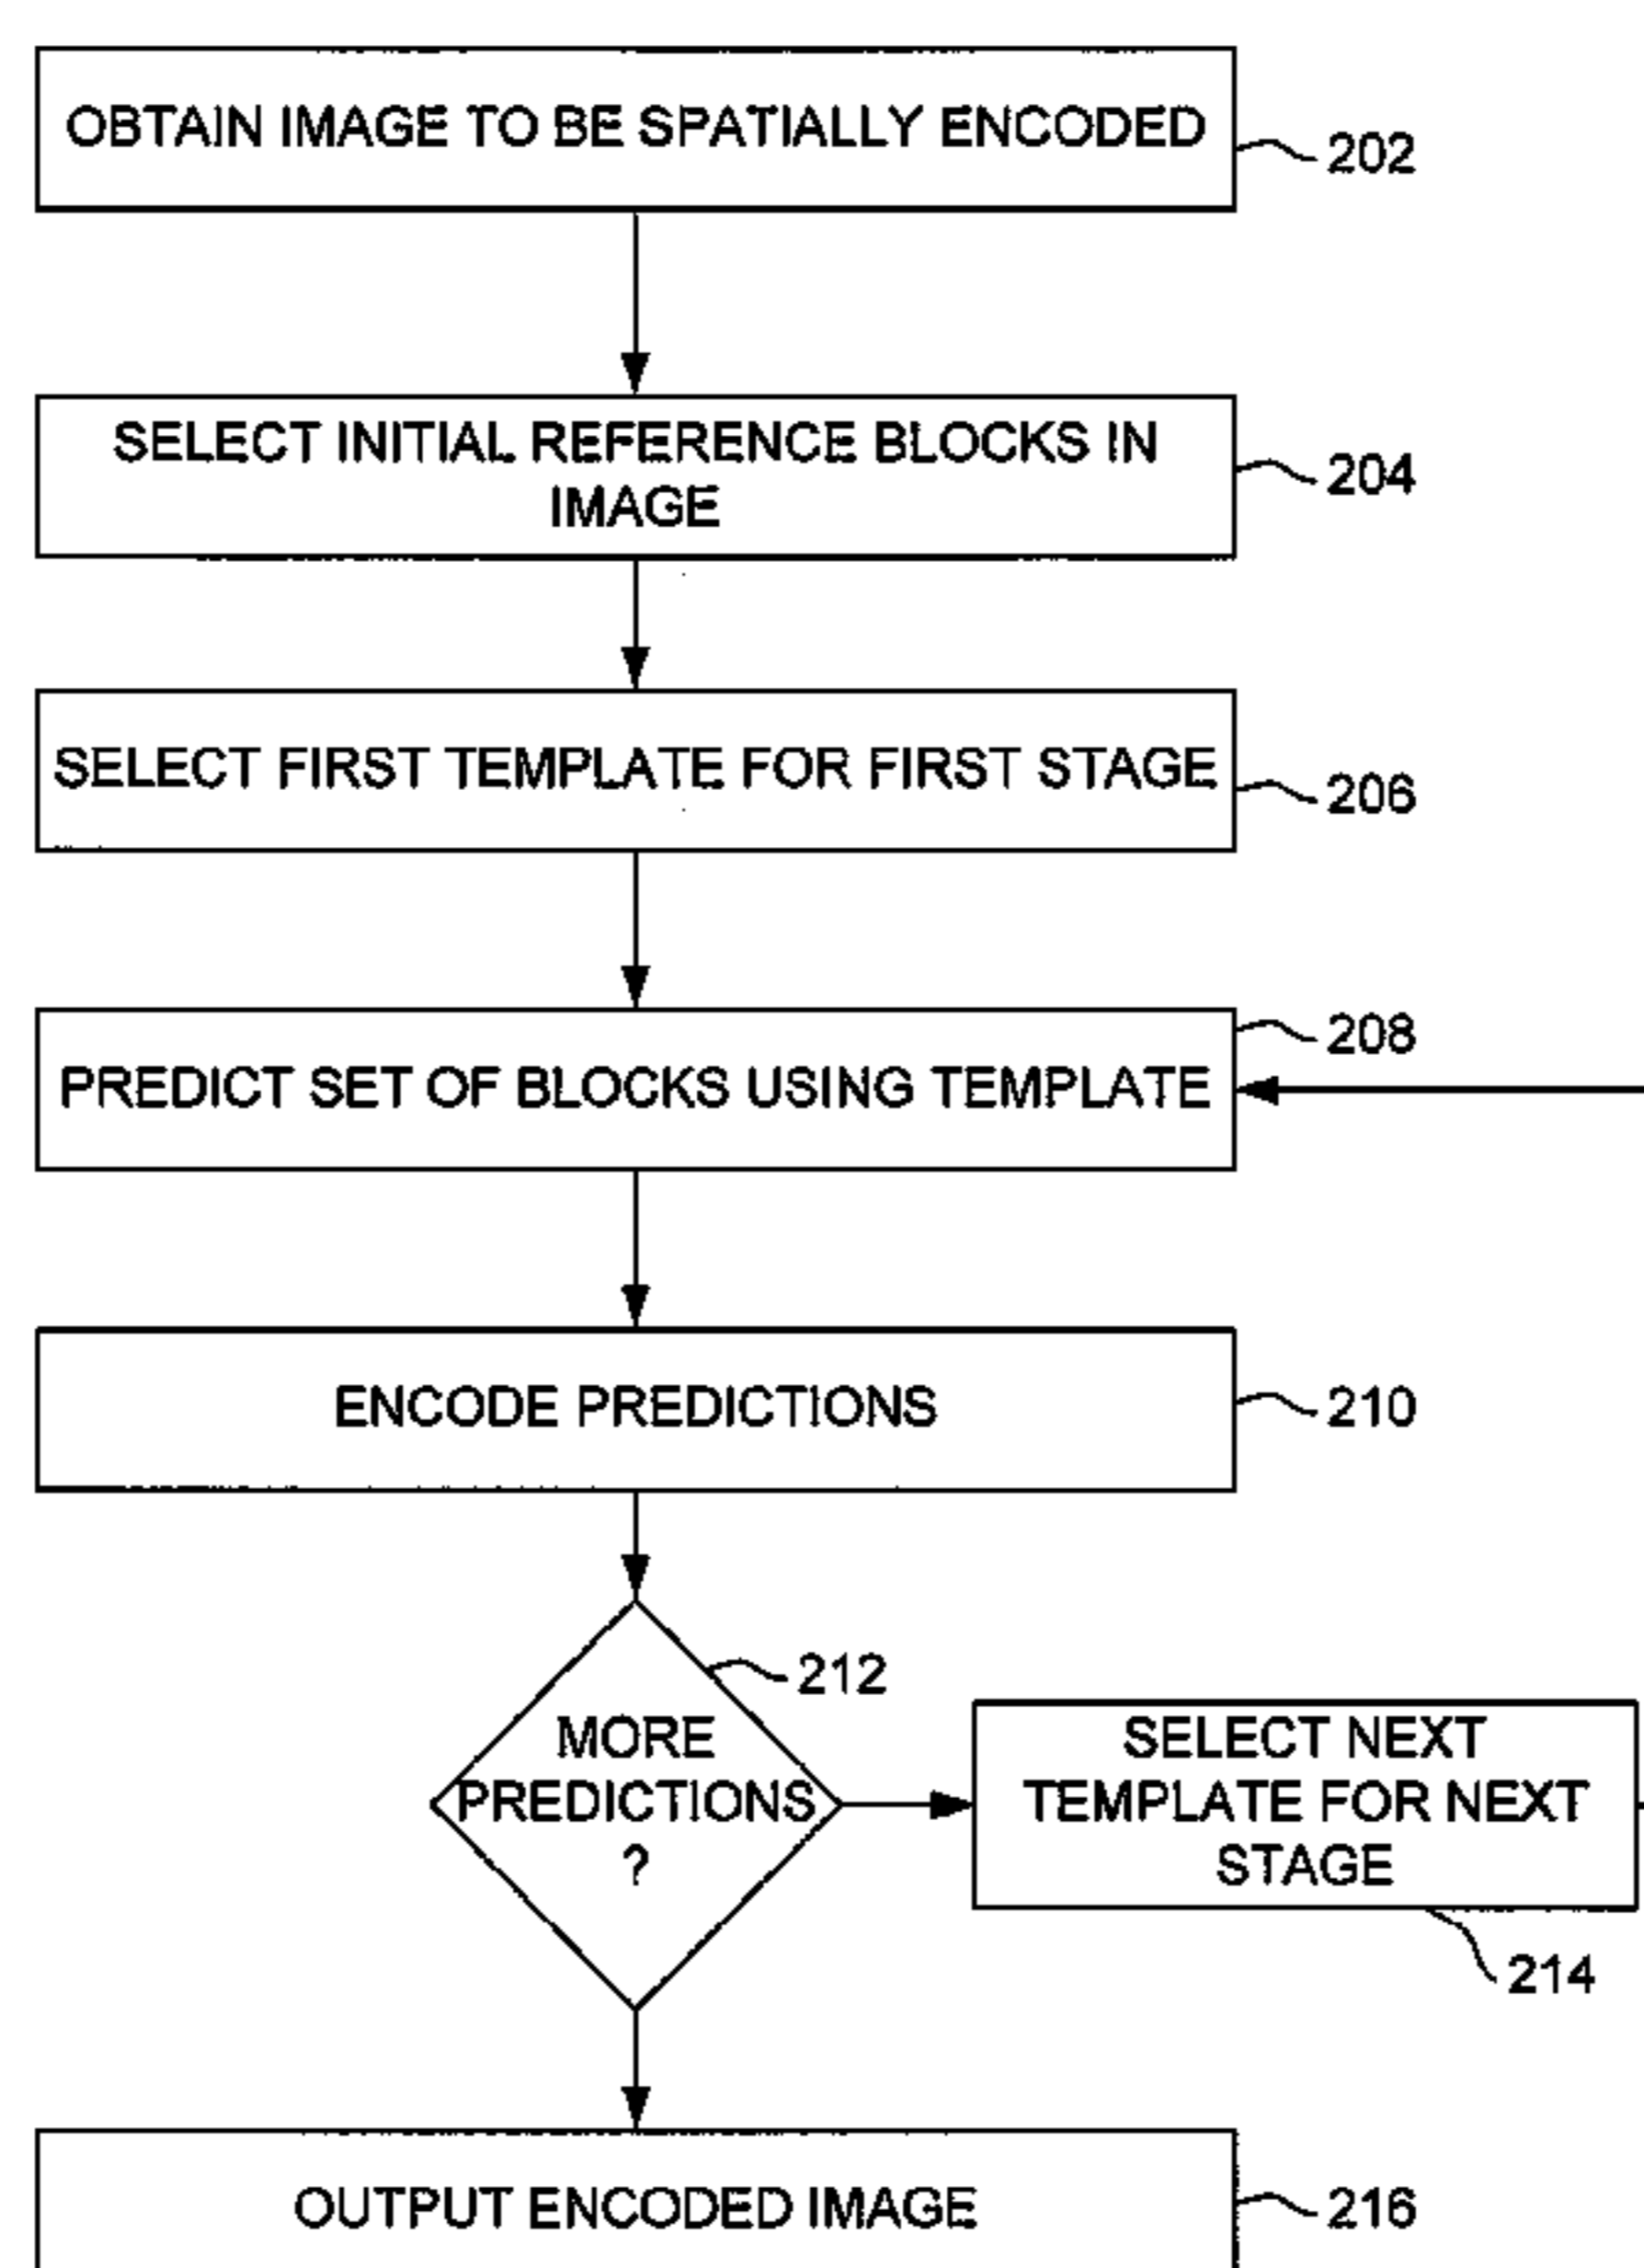 OBTAIN IMAGE TO BE SPATIALLY ENCODED
202
SELECT INITIAL REFERENCE BLOCKS IN
IMAGE
204
SELECT FIRST TEMPLATE FOR FIRST STAGE
206
208
PREDICT SET OF BLOCKS USING TEMPLATE
ENCODE PREDICTIONS
210
212
MORE
PREDICTIONS
?
SELECT NEXT
TEMPLATE FOR NEXT
STAGE
214
OUTPUT ENCODED IMAGE
216